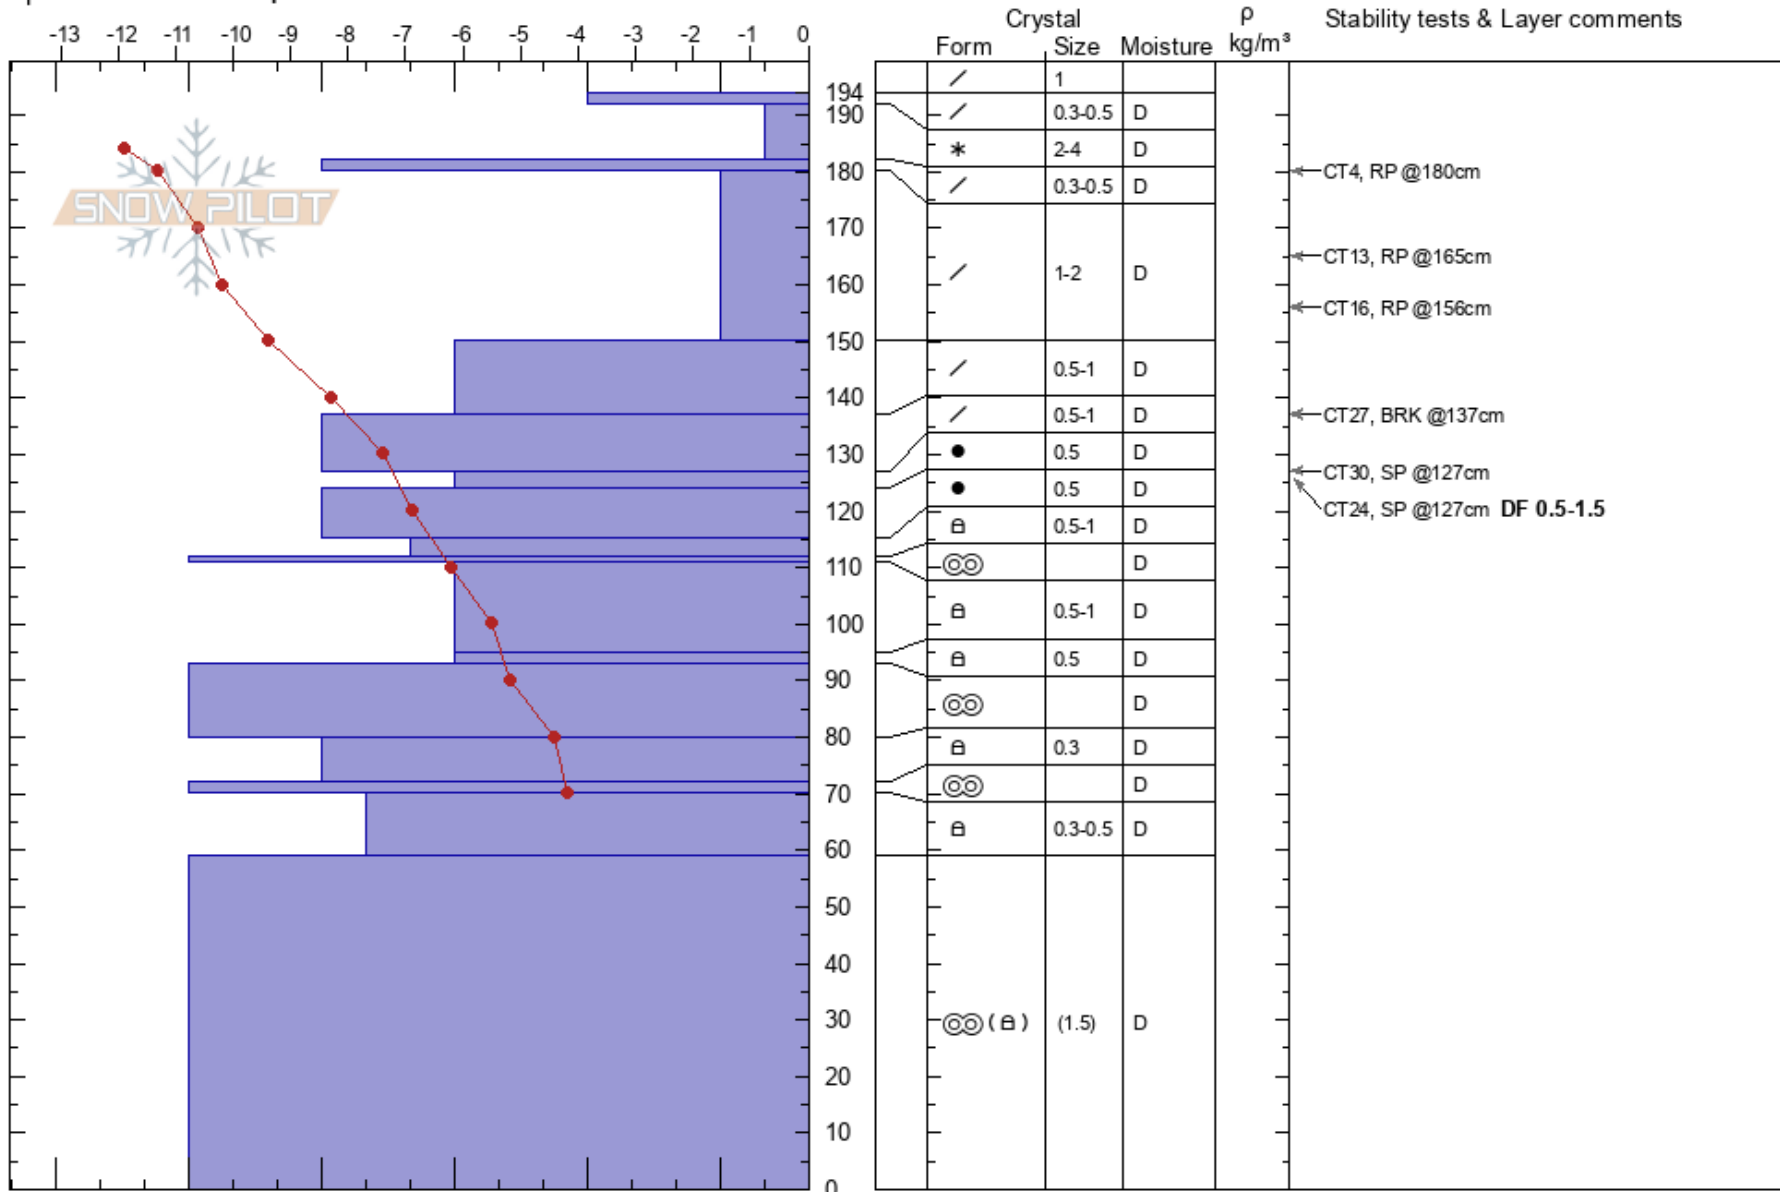 Crystal ρ Stability tests & Layer comments
-13 -12 -11 -10 -9 -8 -7 -6 -5 -4 -3 -2 -1 0 Form Size Moisture kg/m³
194 1
190 0.3-0.5 D
2-4 D
180 0.3-0.5 D CT4, RP @180cm
SNOW PILOT
170
CT13, RP @165cm
160 1-2 D
CT16, RP @156cm
150
0.5-1 D
140
0.5-1 D CT27, BRK @137cm
130 0.5 D
CT30, SP @127cm
0.5 D
120 CT24, SP @127cm DF 0.5-1.5
0.5-1 D
110 D
0.5-1 D
100
0.5 D
90
D
80 0.3 D
70 D
0.3-0.5 D
60
50
40
30 (1.5) D
20
10
0